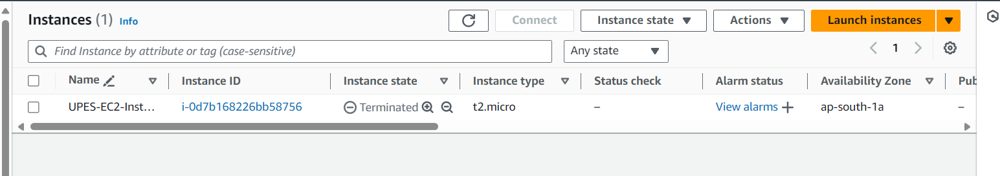 Instances (1) Info Connect Instance state Actions Launch instances
Find Instance by attribute or tag (case-sensitive) Any state 1
Name Instance ID Instance state Instance type Status check Alarm status Availability Zone Pub
UPES-EC2-Inst... i-0d7b168226bb58756 Terminated t2.micro – View alarms + ap-south-1a –